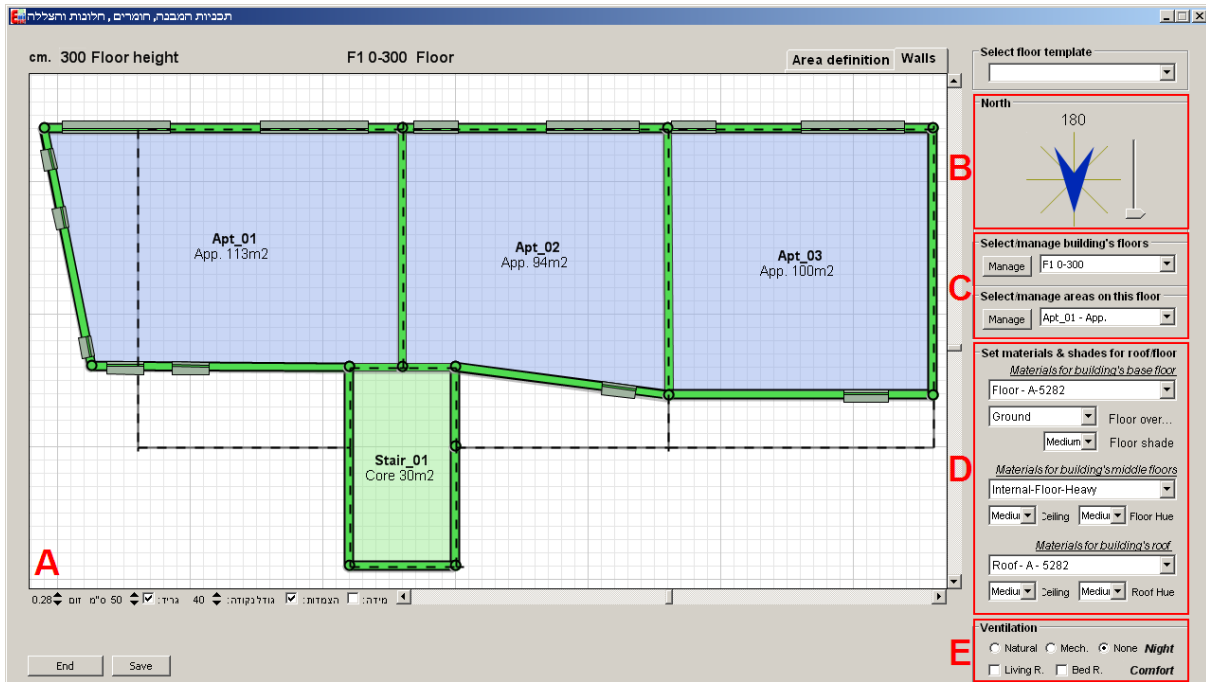 תכניות המבנה, חומרים , חלונות והצללה
cm. 300 Floor height
F1 0-300 Floor
Area definition
Walls
Apt_01
App. 113m2
Apt_02
App. 94m2
Apt_03
App. 100m2
Stair_01
Core 30m2
A
0.28 זום
50 ס"מ גריד:
40 גודל נקודה:
הצמדות:
מידה:
End
Save
Select floor template
B
North
180
C
Select/manage building's floors
Manage
F1 0-300
Select/manage areas on this floor
Manage
Apt_01 - App.
D
Set materials & shades for roof/floor
Materials for building's base floor
Floor - A-5282
Ground
Floor over...
Medium
Floor shade
Materials for building's middle floors
Internal-Floor-Heavy
Mediu
Ceiling
Mediu
Floor Hue
Materials for building's roof
Roof - A - 5282
Mediu
Ceiling
Mediu
Roof Hue
E
Ventilation
Natural
Mech.
None
Night
Living R.
Bed R.
Comfort